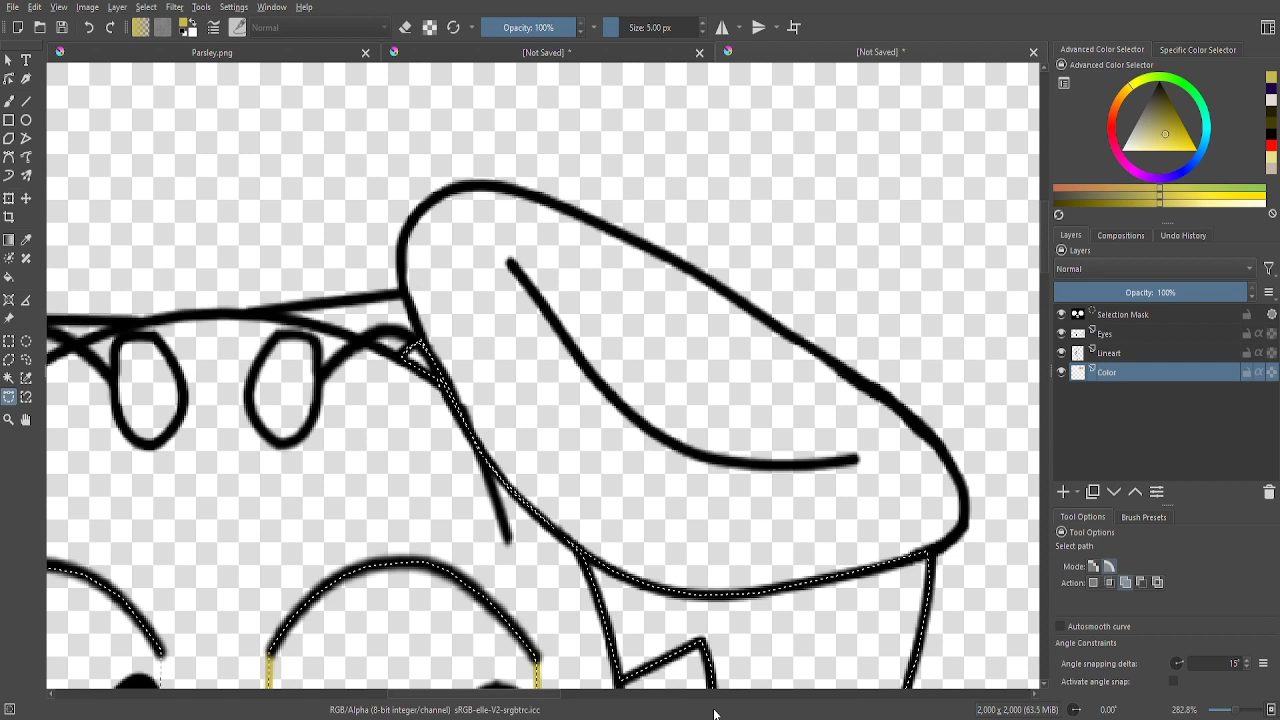 File Edit View Image Layer Select Filter Tools Settings Window Help
Normal Opacity: 100% Size: 5.00 px
Parsley.png [Not Saved] * [Not Saved] *
Advanced Color Selector Specific Color Selector
Advanced Color Selector
Layers Compositions Undo History
Layers
Normal
Opacity: 100%
Selection Mask
Eyes
Lineart
Color
Tool Options Brush Presets
Tool Options
Select path
Mode:
Action:
Autosmooth curve
Angle Constraints
Angle snapping delta: 15°
Activate angle snap:
RGB/Alpha (8-bit integer/channel) sRGB-elle-V2-srgbtrc.icc 2,000 x 2,000 (63.5 MiB) 0.00° 282.8%